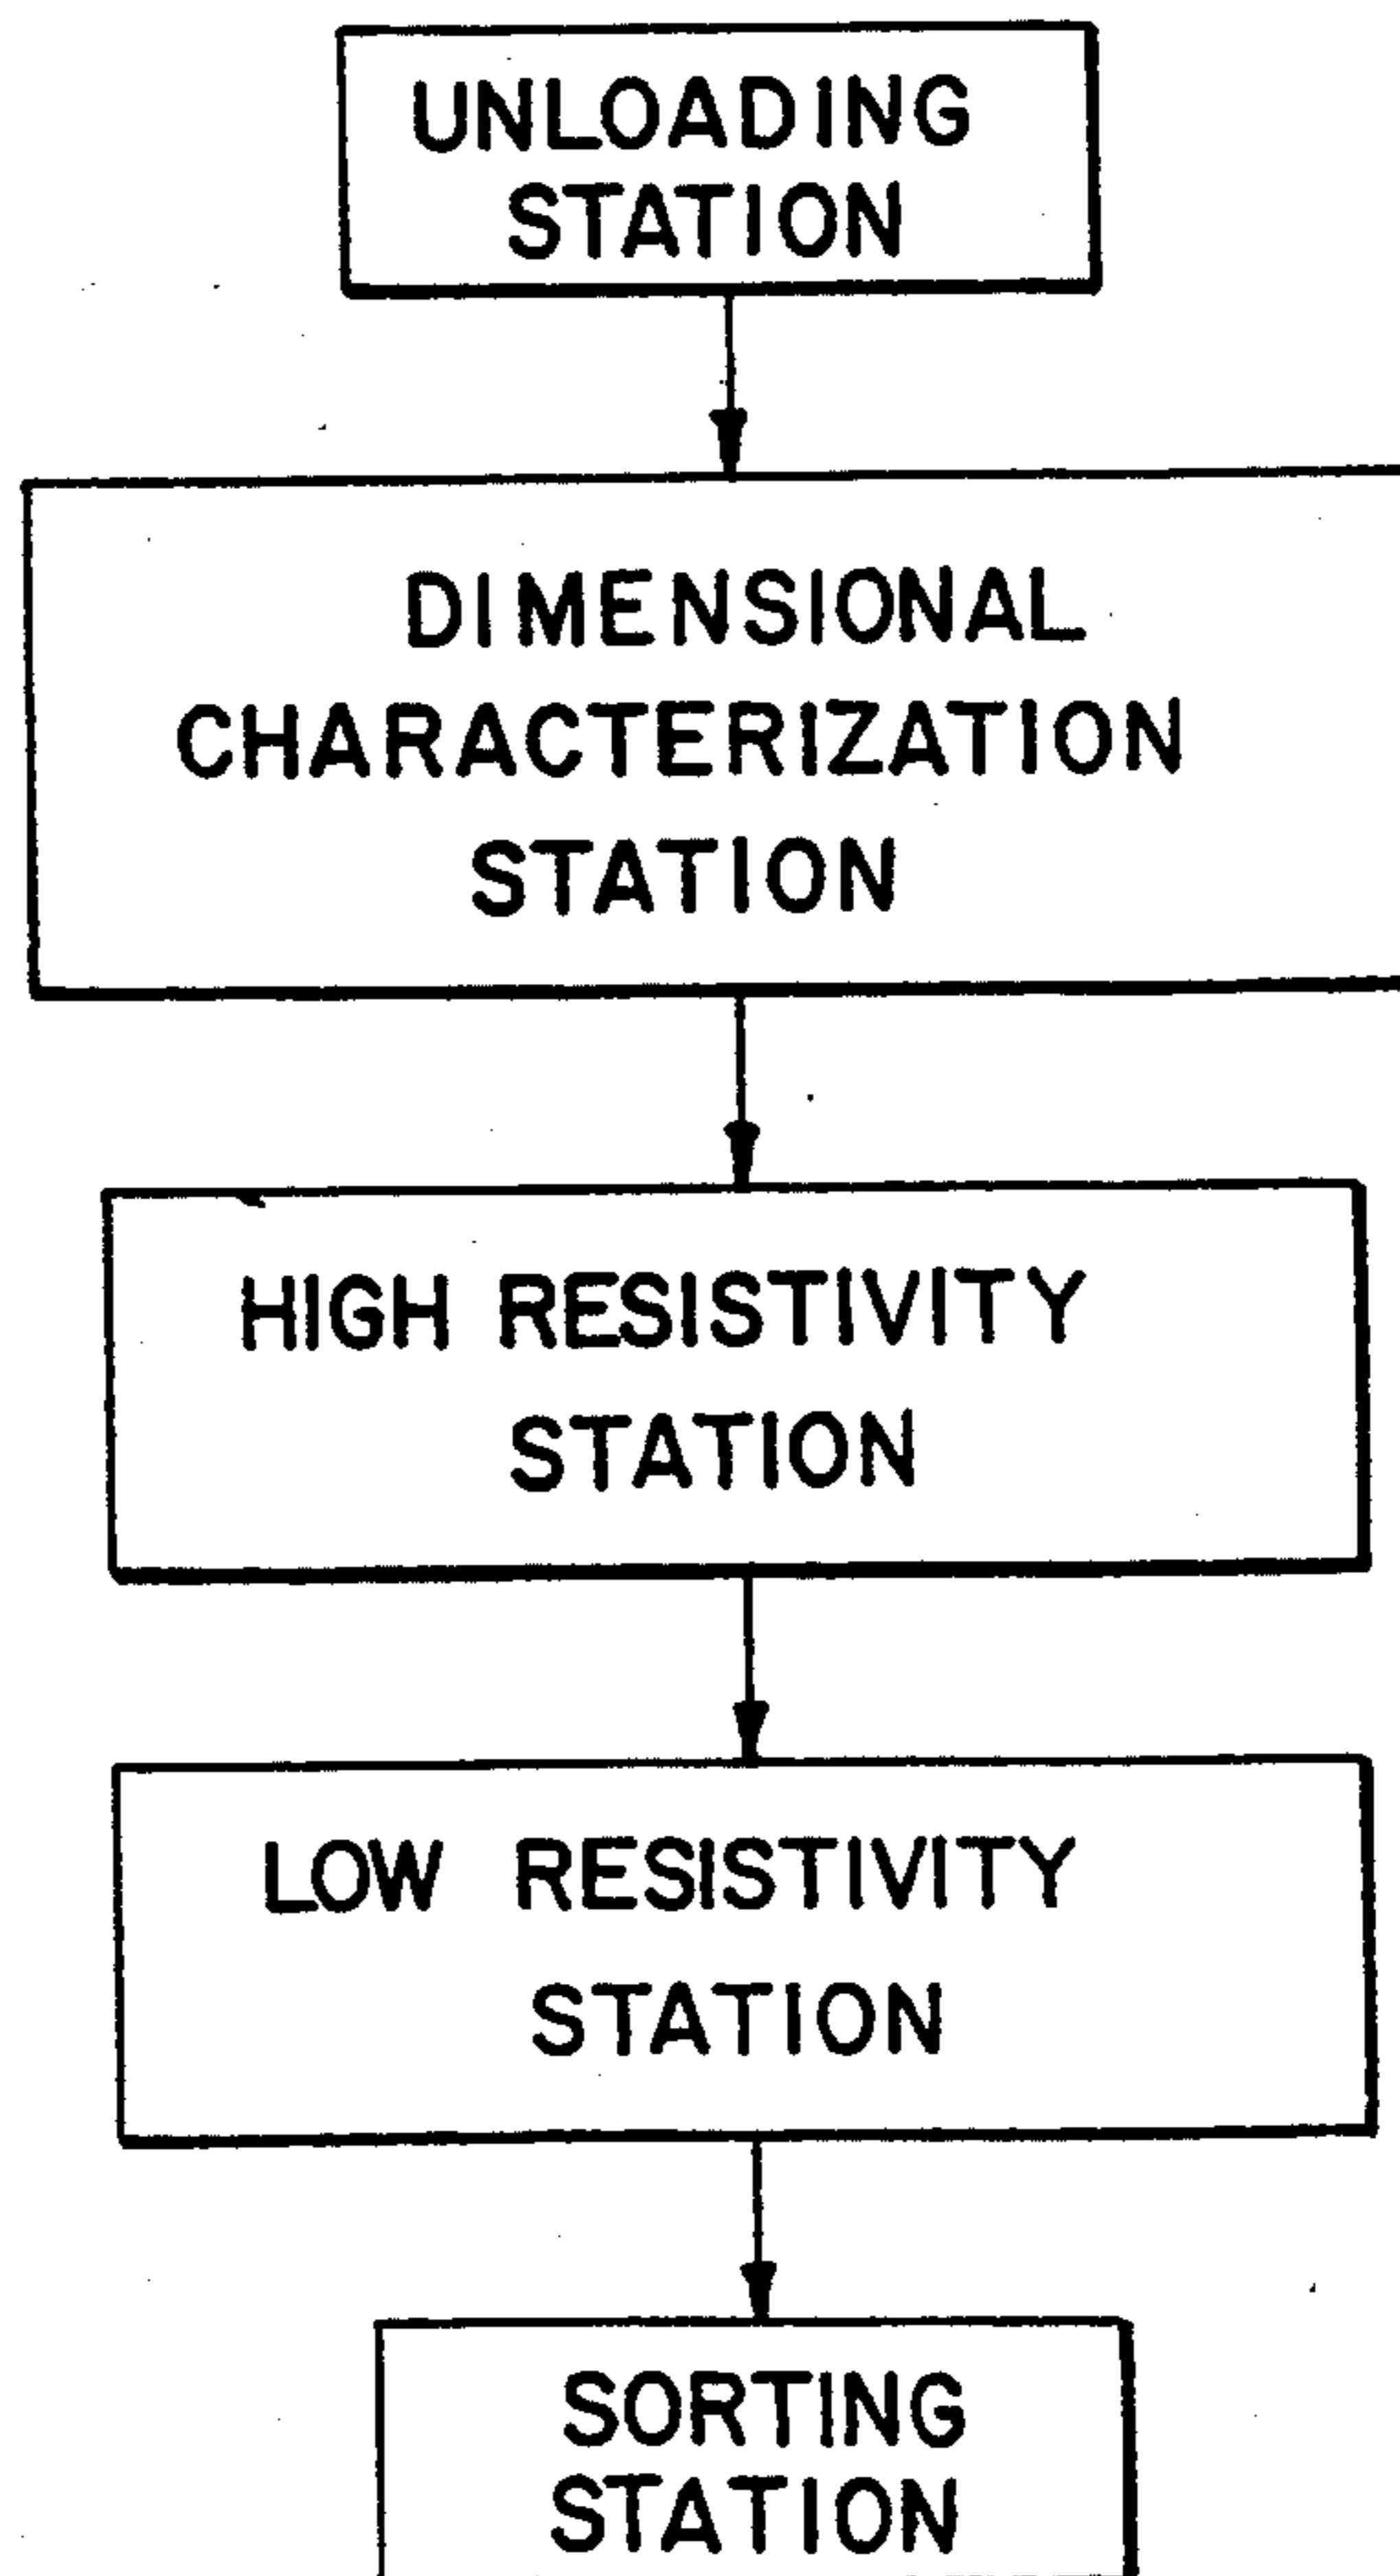 UNLOADING
STATION
DIMENSIONAL
CHARACTERIZATION
STATION
HIGH RESISTIVITY
STATION
LOW RESISTIVITY
STATION
SORTING
STATION